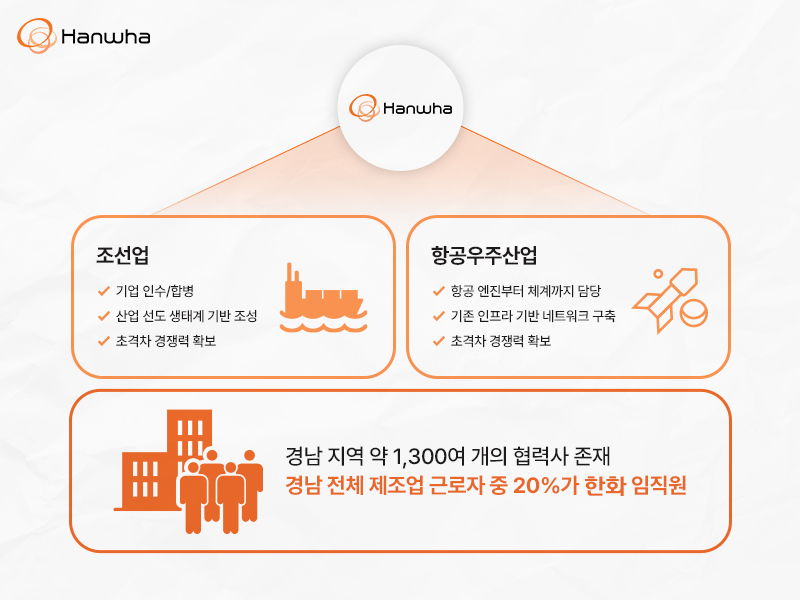 Hanwha
Hanwha
조선업
기업 인수/합병
산업 선도 생태계 기반 조성
초격차 경쟁력 확보
항공우주산업
항공 엔진부터 체계까지 담당
기존 인프라 기반 네트워크 구축
초격차 경쟁력 확보
경남 지역 약 1,300여 개의 협력사 존재
경남 전체 제조업 근로자 중 20%가 한화 임직원